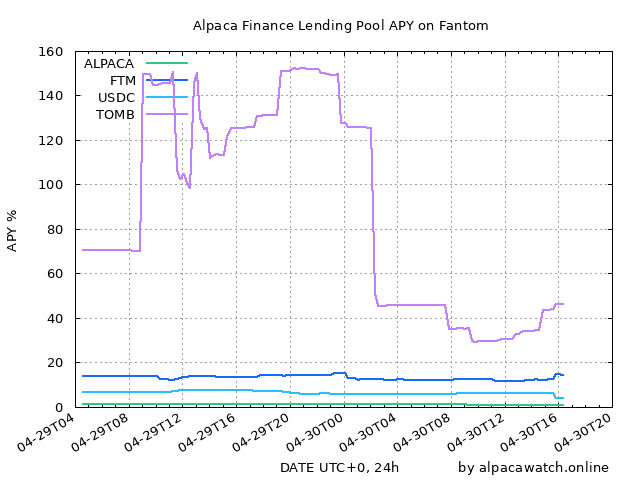 Alpaca Finance Lending Pool APY on Fantom
160
140
120
100
80
60
40
20
0
APY %
ALPACA
FTM
USDC
TOMB
04-29T04
04-29T08
04-29T12
04-29T16
04-29T20
04-30T00
04-30T04
04-30T08
04-30T12
04-30T16
04-30T20
DATE UTC+0, 24h
by alpacawatch.online